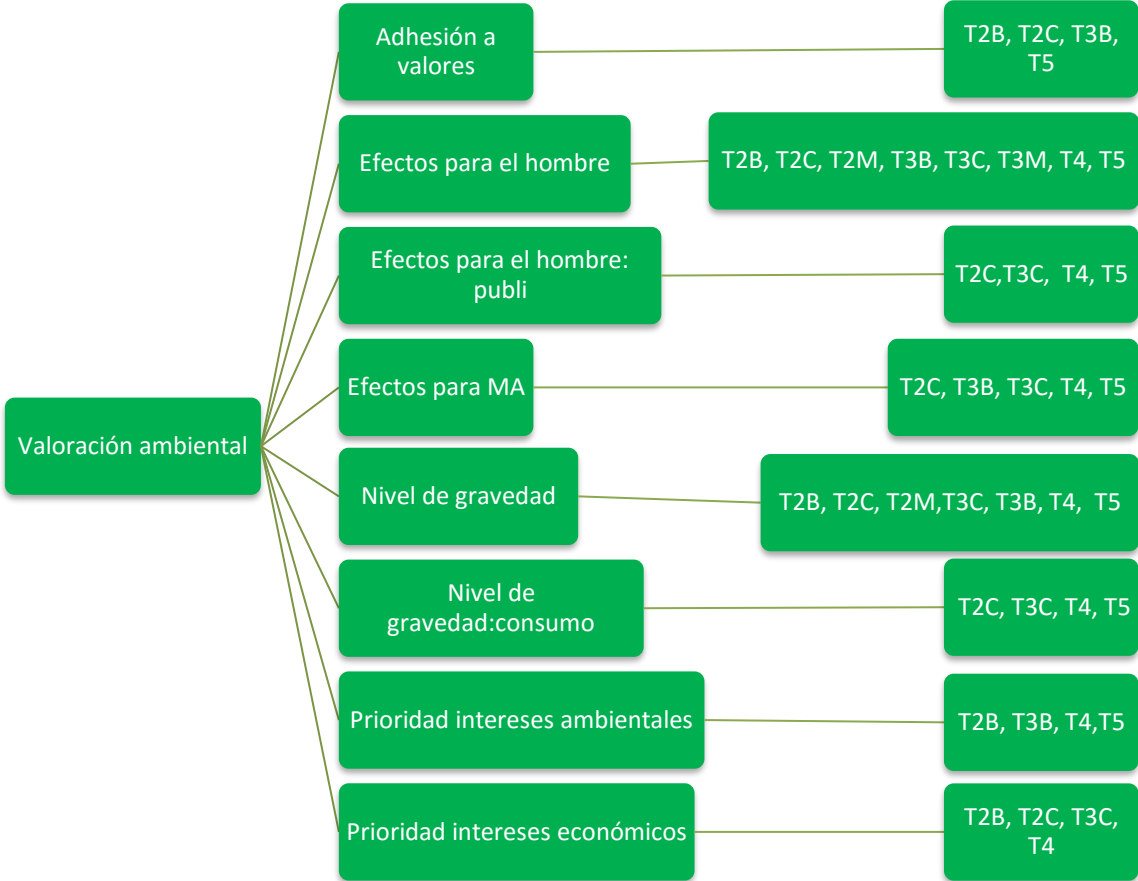 Valoración ambiental
Adhesión a
valores
T2B, T2C, T3B,
T5
Efectos para el hombre
T2B, T2C, T2M, T3B, T3C, T3M, T4, T5
Efectos para el hombre:
publi
T2C,T3C,  T4, T5
Efectos para MA
T2C, T3B, T3C, T4, T5
Nivel de gravedad
T2B, T2C, T2M,T3C, T3B, T4,  T5
Nivel de
gravedad:consumo
T2C, T3C, T4, T5
Prioridad intereses ambientales
T2B, T3B, T4,T5
Prioridad intereses económicos
T2B, T2C, T3C,
T4